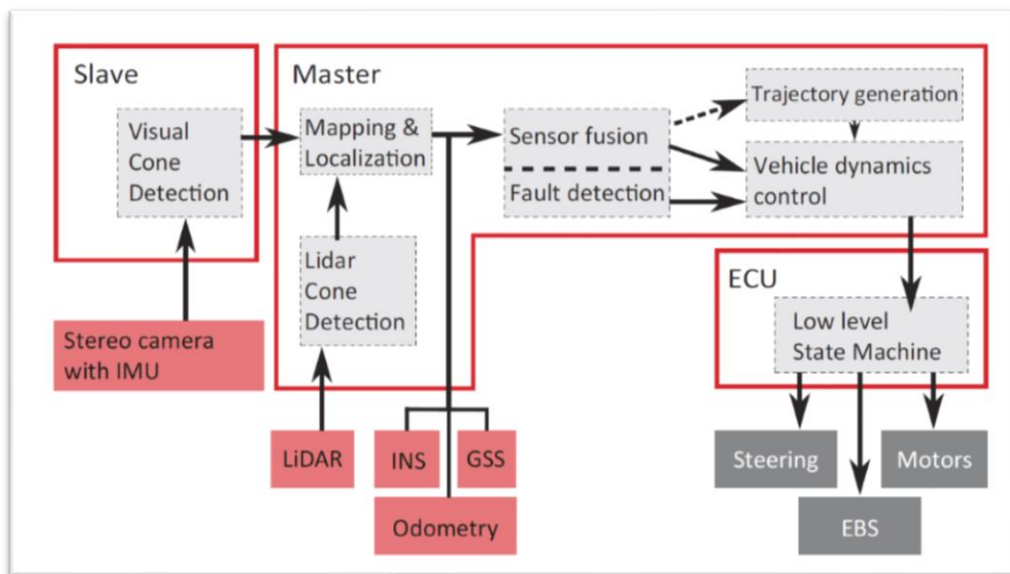 Slave
Visual
Cone
Detection
Stereo camera
with IMU
Master
Mapping &
Localization
Lidar
Cone
Detection
Sensor fusion
Fault detection
Trajectory generation
Vehicle dynamics
control
ECU
Low level
State Machine
LiDAR
INS
GSS
Odometry
Steering
Motors
EBS